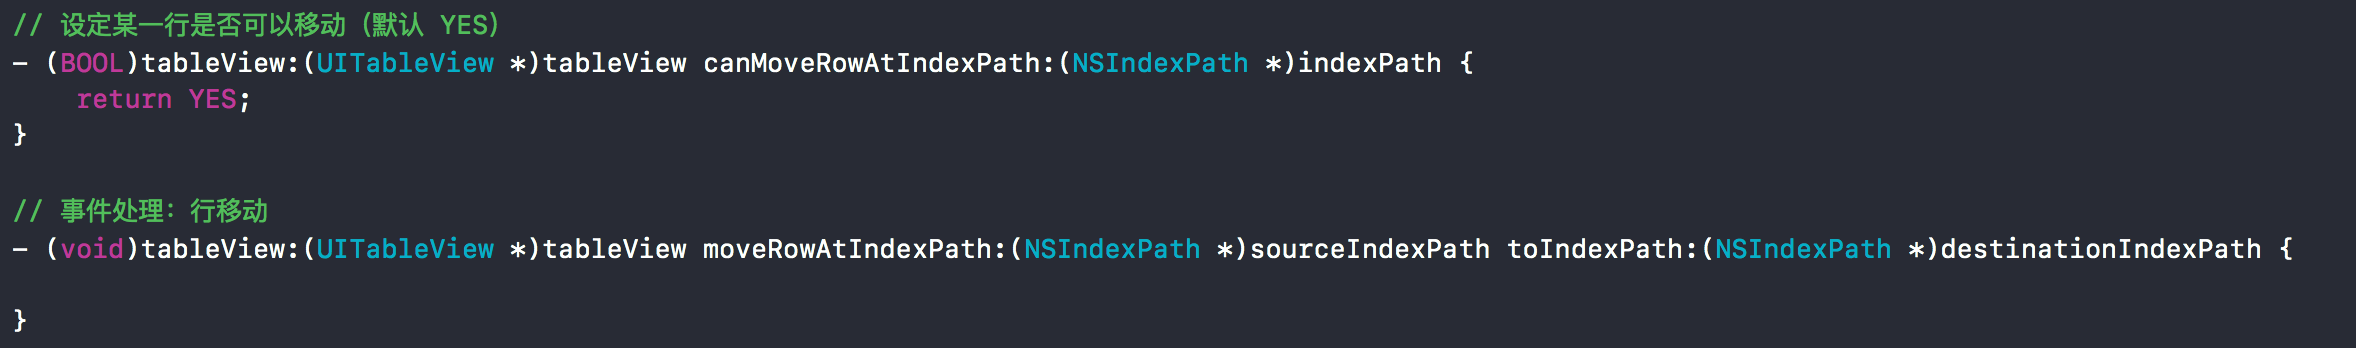 // 设定某一行是否可以移动（默认 YES）
- (BOOL)tableView:(UITableView *)tableView canMoveRowAtIndexPath:(NSIndexPath *)indexPath {
    return YES;
}
// 事件处理：行移动
- (void)tableView:(UITableView *)tableView moveRowAtIndexPath:(NSIndexPath *)sourceIndexPath toIndexPath:(NSIndexPath *)destinationIndexPath {
}